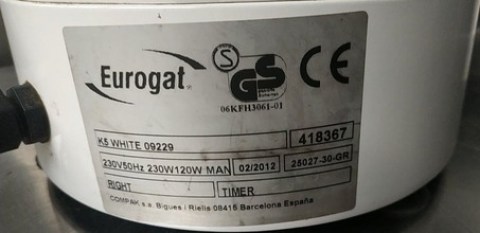 Eurogat
S
GS
CE
06KFH3061-01
K5 WHITE 09229
418367
230V50Hz 230W120W MAN 02/2012 25027-30-GR
RIGHT TIMER
COMPAK s.a. Bigues i Riells 08415 Barcelona España